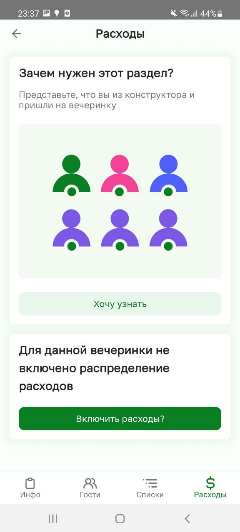 23:37
44%
Расходы
Зачем нужен этот раздел?
Представьте, что вы из конструктора и
пришли на вечеринку
Хочу узнать
Для данной вечеринки не
включено распределение
расходов
Включить расходы?
Инфо
Гости
Списки
Расходы